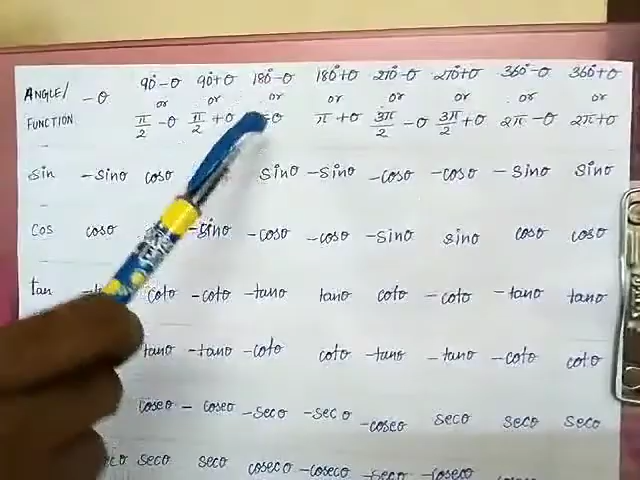 ANGLE/ -θ 90°-θ 90°+θ 180°-θ 180°+θ 270°-θ 270°+θ 360°-θ 360°+θ
or or or or or or or or
FUNCTION π/2 -θ π/2 +θ -θ π+θ 3π/2 -θ 3π/2 +θ 2π-θ 2π+θ
sin -sinθ cosθ sinθ -sinθ -cosθ -cosθ -sinθ sinθ
cos cosθ -sinθ -cosθ -cosθ -sinθ sinθ cosθ cosθ
tan cotθ -cotθ -tanθ tanθ cotθ -cotθ -tanθ tanθ
tanθ -tanθ -cotθ cotθ -tanθ -tanθ -cotθ cotθ
cosecθ -cosecθ -secθ -secθ -cosecθ secθ secθ secθ
secθ secθ cosecθ -cosecθ -secθ -cosecθ